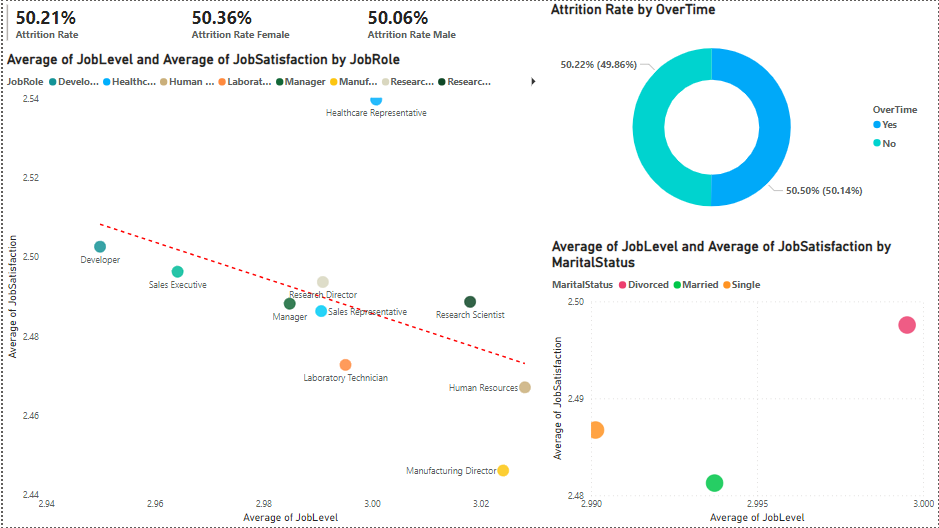 50.21%
Attrition Rate
50.36%
Attrition Rate Female
50.06%
Attrition Rate Male
Average of JobLevel and Average of JobSatisfaction by JobRole
JobRole Develo... Healthc... Human ... Laborat... Manager Manuf... Researc... Researc...
Average of JobSatisfaction
2.54
2.52
2.50
2.48
2.46
2.44
Healthcare Representative
Developer
Sales Executive
Research Director
Manager
Sales Representative
Research Scientist
Laboratory Technician
Human Resources
Manufacturing Director
2.94 2.96 2.98 3.00 3.02
Average of JobLevel
Attrition Rate by OverTime
50.22% (49.86%)
50.50% (50.14%)
OverTime
Yes
No
Average of JobLevel and Average of JobSatisfaction by
MaritalStatus
MaritalStatus Divorced Married Single
Average of JobSatisfaction
2.50
2.49
2.48
2.990 2.995 3.000
Average of JobLevel